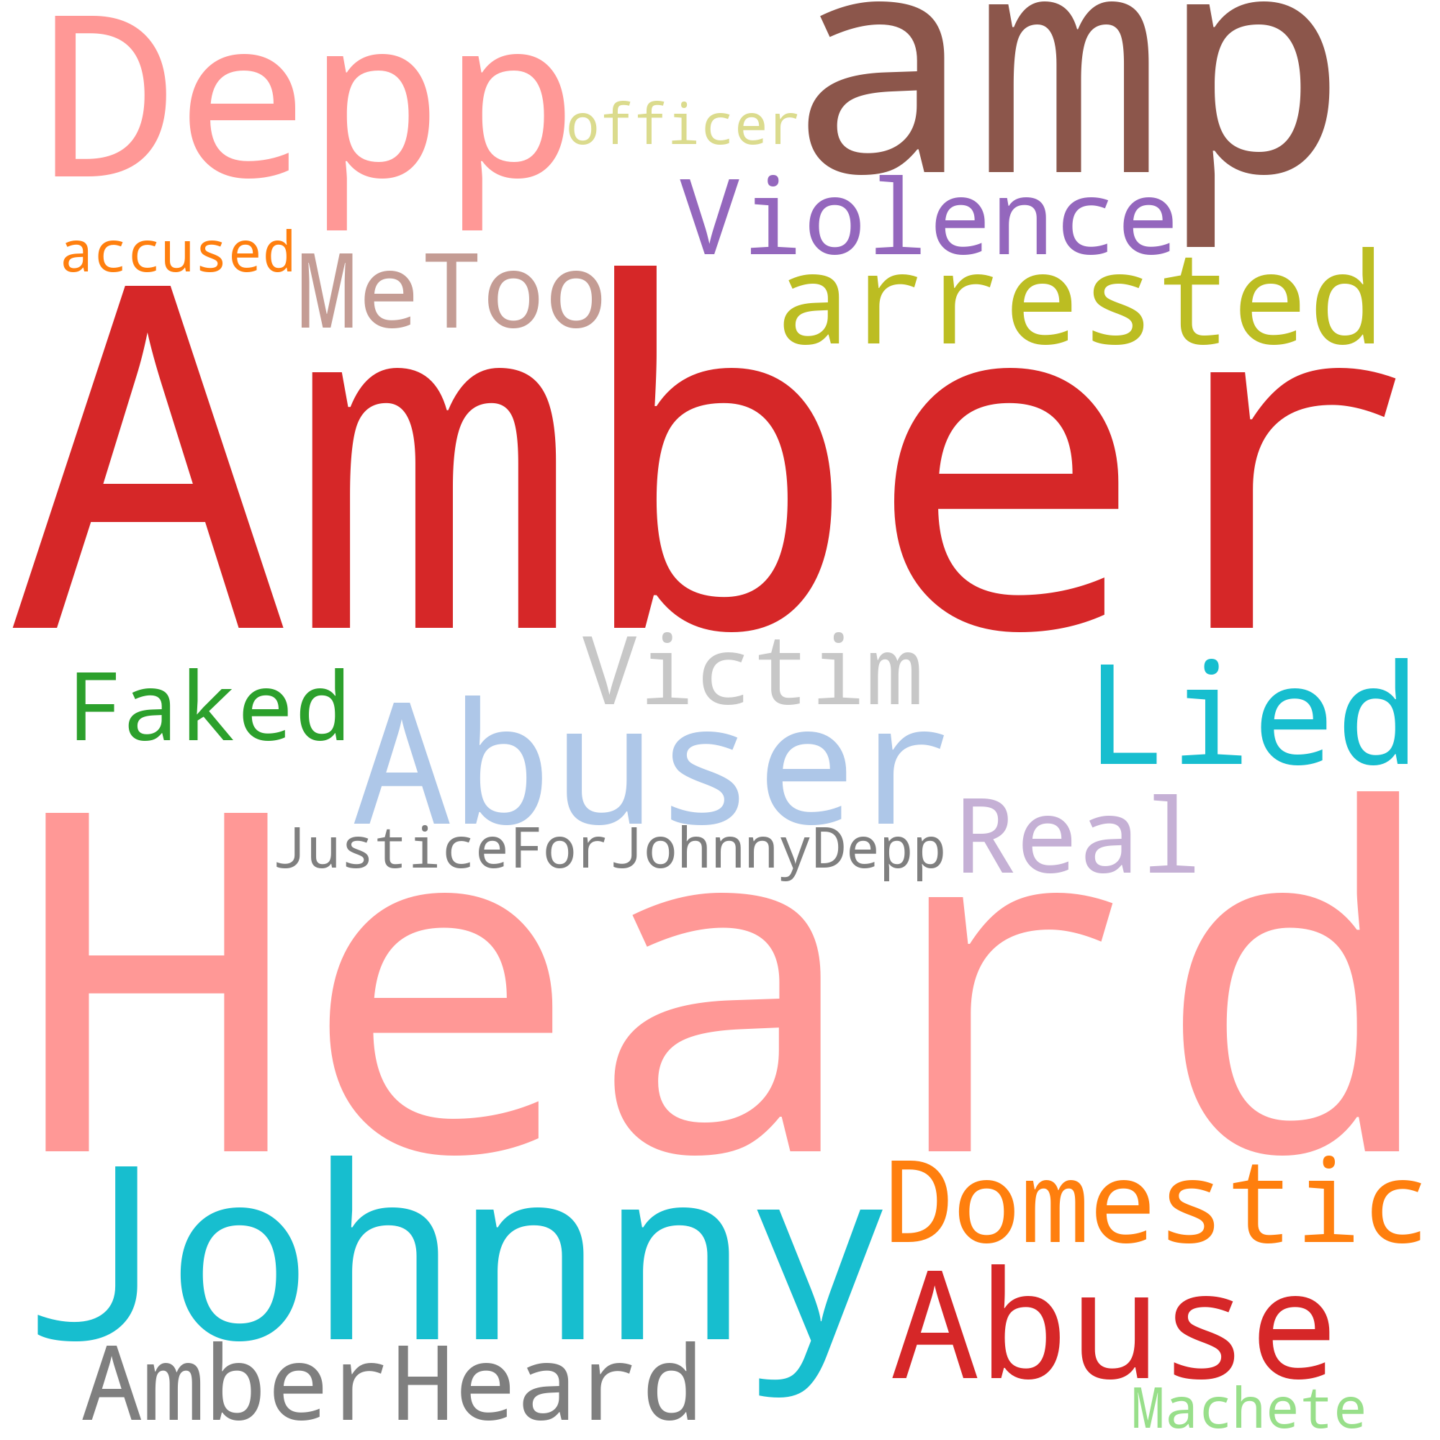 Depp
amp
officer
Violence
accused
MeToo
arrested
Amber
Victim
Faked
Lied
Abuser
JusticeForJohnnyDepp
Real
Heard
Johnny
Domestic
Abuse
AmberHeard
Machete